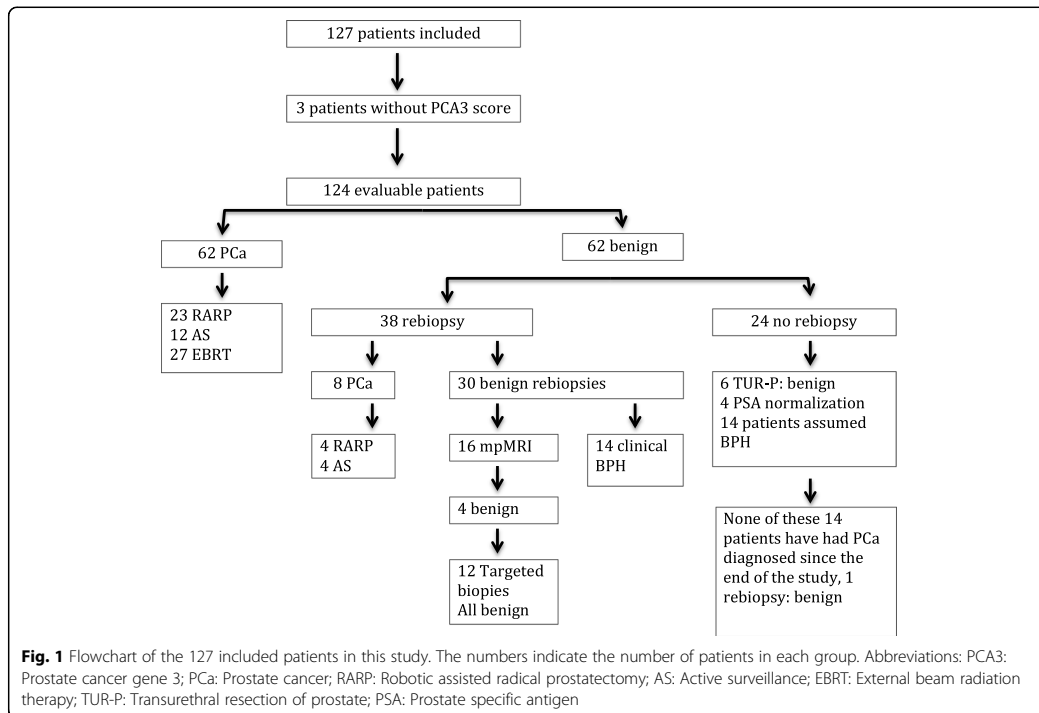 127 patients included
3 patients without PCA3 score
124 evaluable patients
62 PCa
62 benign
23 RARP
12 AS
27 EBRT
38 rebiopsy
24 no rebiopsy
8 PCa
30 benign rebiopsies
6 TUR-P: benign
4 PSA normalization
14 patients assumed
BPH
4 RARP
4 AS
16 mpMRI
14 clinical
BPH
4 benign
12 Targeted
biopies
All benign
None of these 14
patients have had PCa
diagnosed since the
end of the study, 1
rebiopsy: benign
Fig. 1 Flowchart of the 127 included patients in this study. The numbers indicate the number of patients in each group. Abbreviations: PCA3:
Prostate cancer gene 3; PCa: Prostate cancer; RARP: Robotic assisted radical prostatectomy; AS: Active surveillance; EBRT: External beam radiation
therapy; TUR-P: Transurethral resection of prostate; PSA: Prostate specific antigen